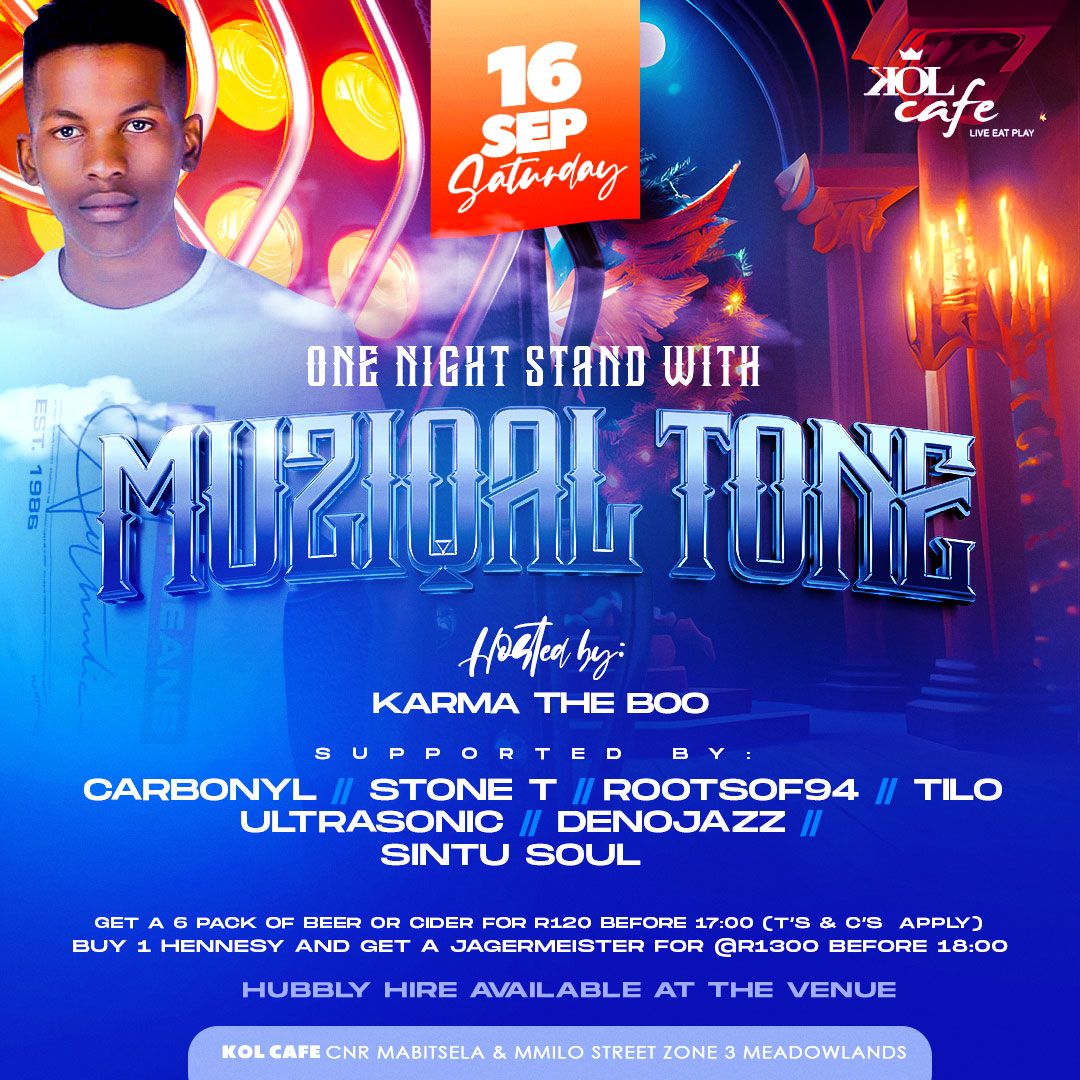 16
SEP
Saturday
KOL
cafe
LIVE EAT PLAY
ONE NIGHT STAND WITH
MUZIQAL TONE
EST. 1986
Hosted by:
KARMA THE BOO
SUPPORTED BY:
CARBONYL // STONE T // ROOTSOF94 // TILO
ULTRASONIC // DENOJAZZ //
SINTU SOUL
GET A 6 PACK OF BEER OR CIDER FOR R120 BEFORE 17:00 (T'S & C'S APPLY)
BUY 1 HENNESY AND GET A JAGERMEISTER FOR @R1300 BEFORE 18:00
HUBBLY HIRE AVAILABLE AT THE VENUE
KOL CAFE CNR MABITSELA & MMILO STREET ZONE 3 MEADOWLANDS